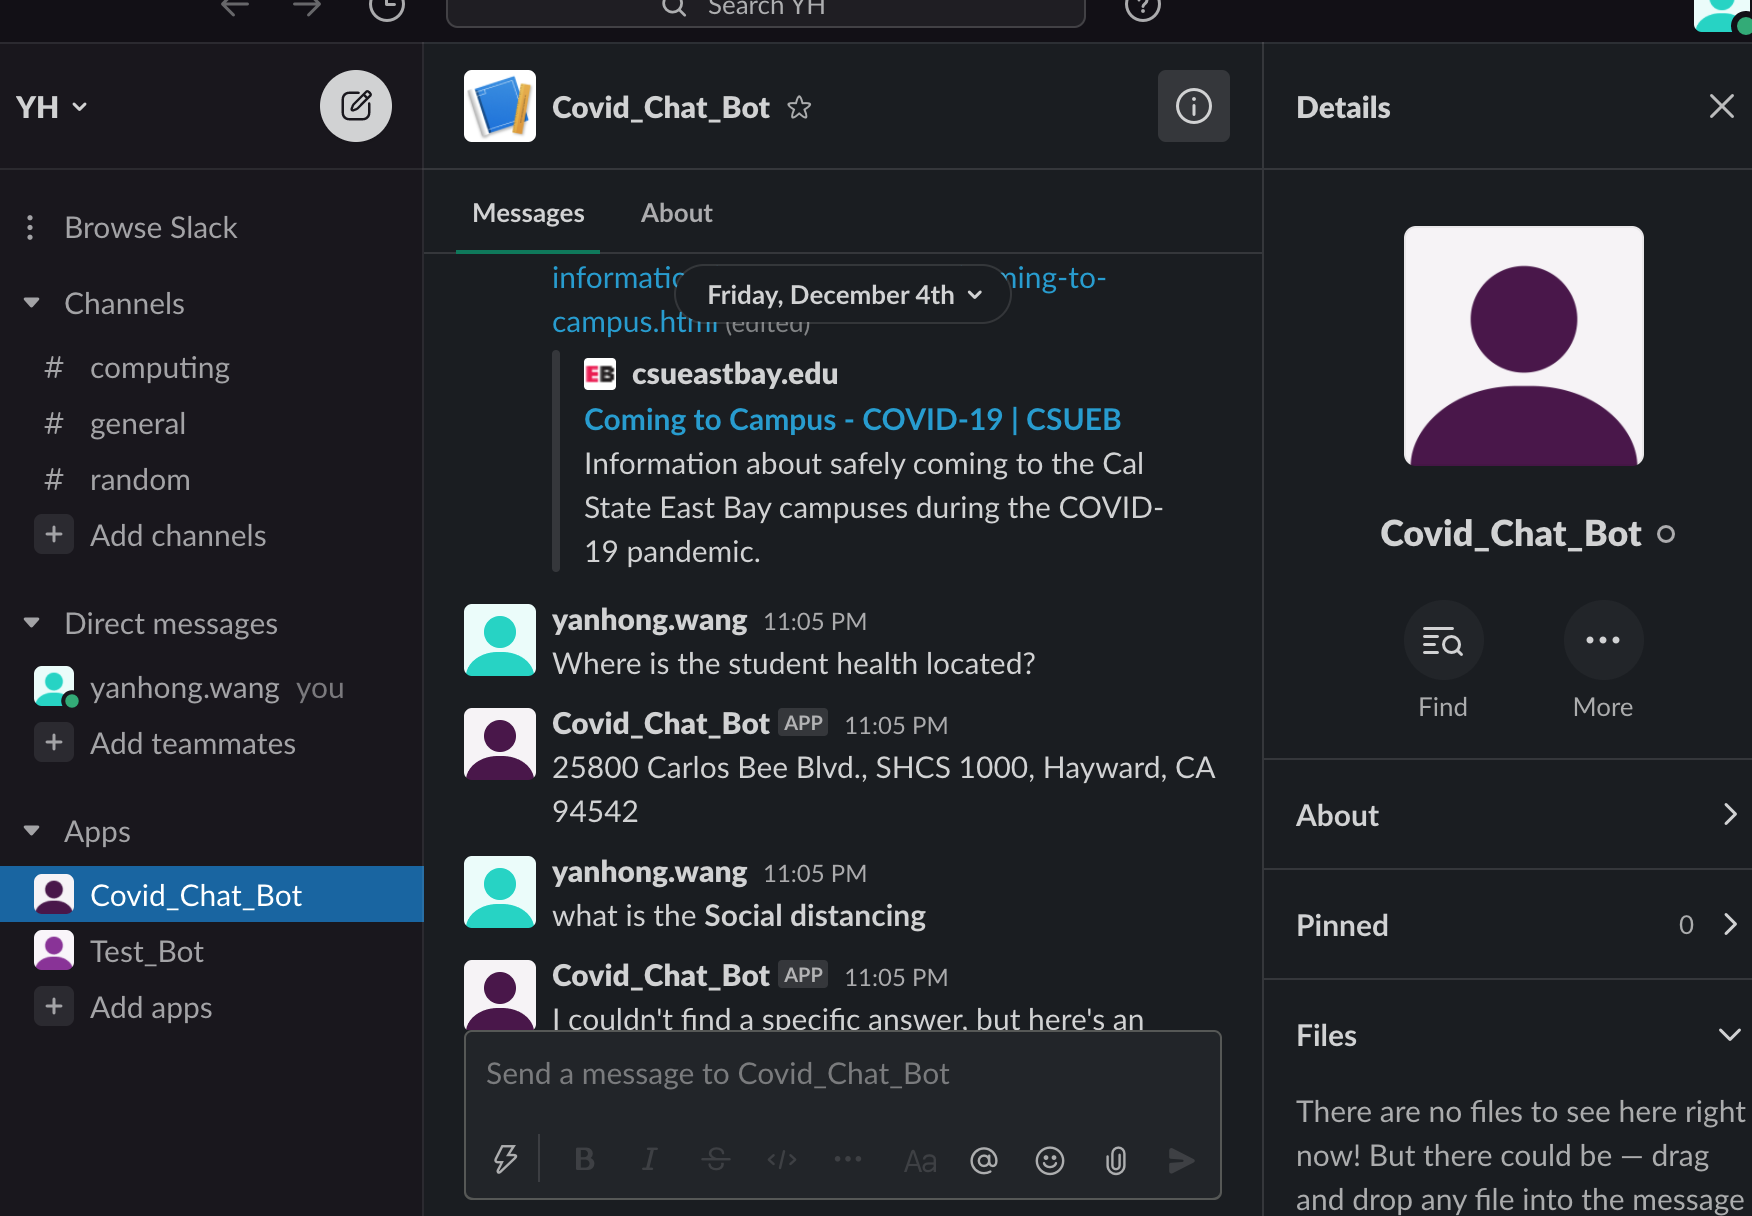 Search YH
YH
Browse Slack
Channels
# computing
# general
# random
+ Add channels
Direct messages
yanhong.wang you
+ Add teammates
Apps
Covid_Chat_Bot
Test_Bot
+ Add apps
Covid_Chat_Bot
Messages
About
ming-to-
Friday, December 4th
campus.html (edited)
EB csueastbay.edu
Coming to Campus - COVID-19 | CSUEB
Information about safely coming to the Cal
State East Bay campuses during the COVID-
19 pandemic.
yanhong.wang 11:05 PM
Where is the student health located?
Covid_Chat_Bot APP 11:05 PM
25800 Carlos Bee Blvd., SHCS 1000, Hayward, CA
94542
yanhong.wang 11:05 PM
what is the Social distancing
Covid_Chat_Bot APP 11:05 PM
I couldn't find a specific answer, but here's an
Send a message to Covid_Chat_Bot
B I S </> ... Aa @
Details
Covid_Chat_Bot
Find
More
About
Pinned 0
Files
There are no files to see here right
now! But there could be — drag
and drop any file into the message